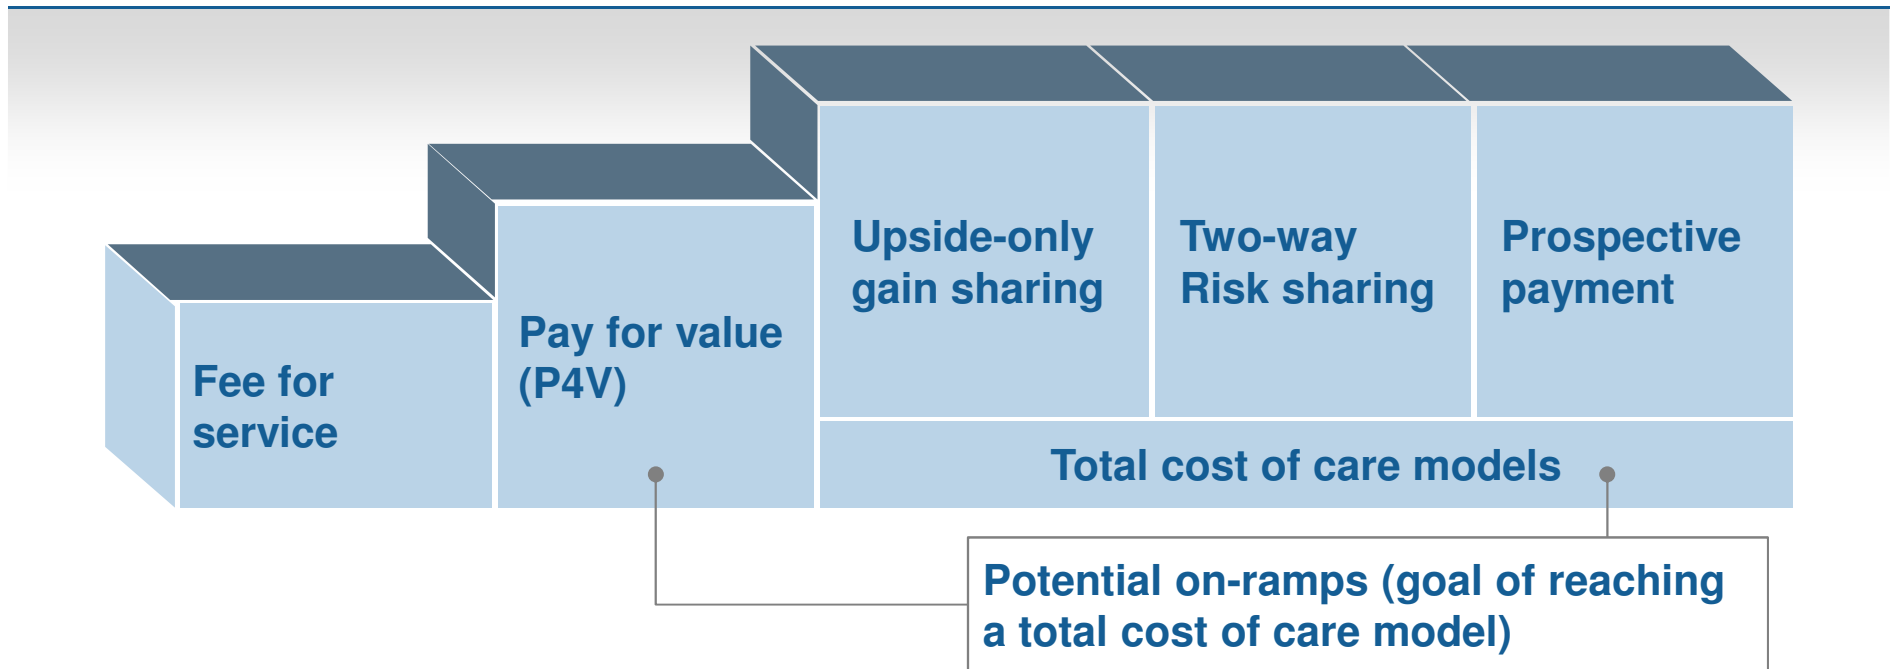 Fee for
service
Pay for value
(P4V)
Upside-only
gain sharing
Two-way
Risk sharing
Prospective
payment
Total cost of care models
Potential on-ramps (goal of reaching
a total cost of care model)